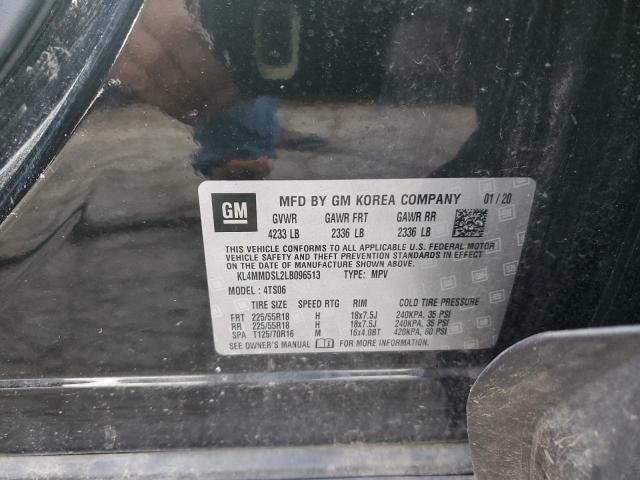 GM MFD BY GM KOREA COMPANY 01/20
GVWR GAWR FRT GAWR RR
4233 LB 2336 LB 2336 LB
THIS VEHICLE CONFORMS TO ALL APPLICABLE U.S. FEDERAL MOTOR
VEHICLE SAFETY STANDARDS IN EFFECT ON THE DATE OF
MANUFACTURE SHOWN ABOVE.
KL4MMDSL2LB096513 TYPE: MPV
MODEL: 4TS06
TIRE SIZE SPEED RTG RIM COLD TIRE PRESSURE
FRT 225/55R18 H 18x7.5J 240KPA, 35 PSI
RR 225/55R18 H 18x7.5J 240KPA, 35 PSI
SPA T125/70R16 M 16x4.0BT 420KPA, 60 PSI
SEE OWNER'S MANUAL FOR MORE INFORMATION.